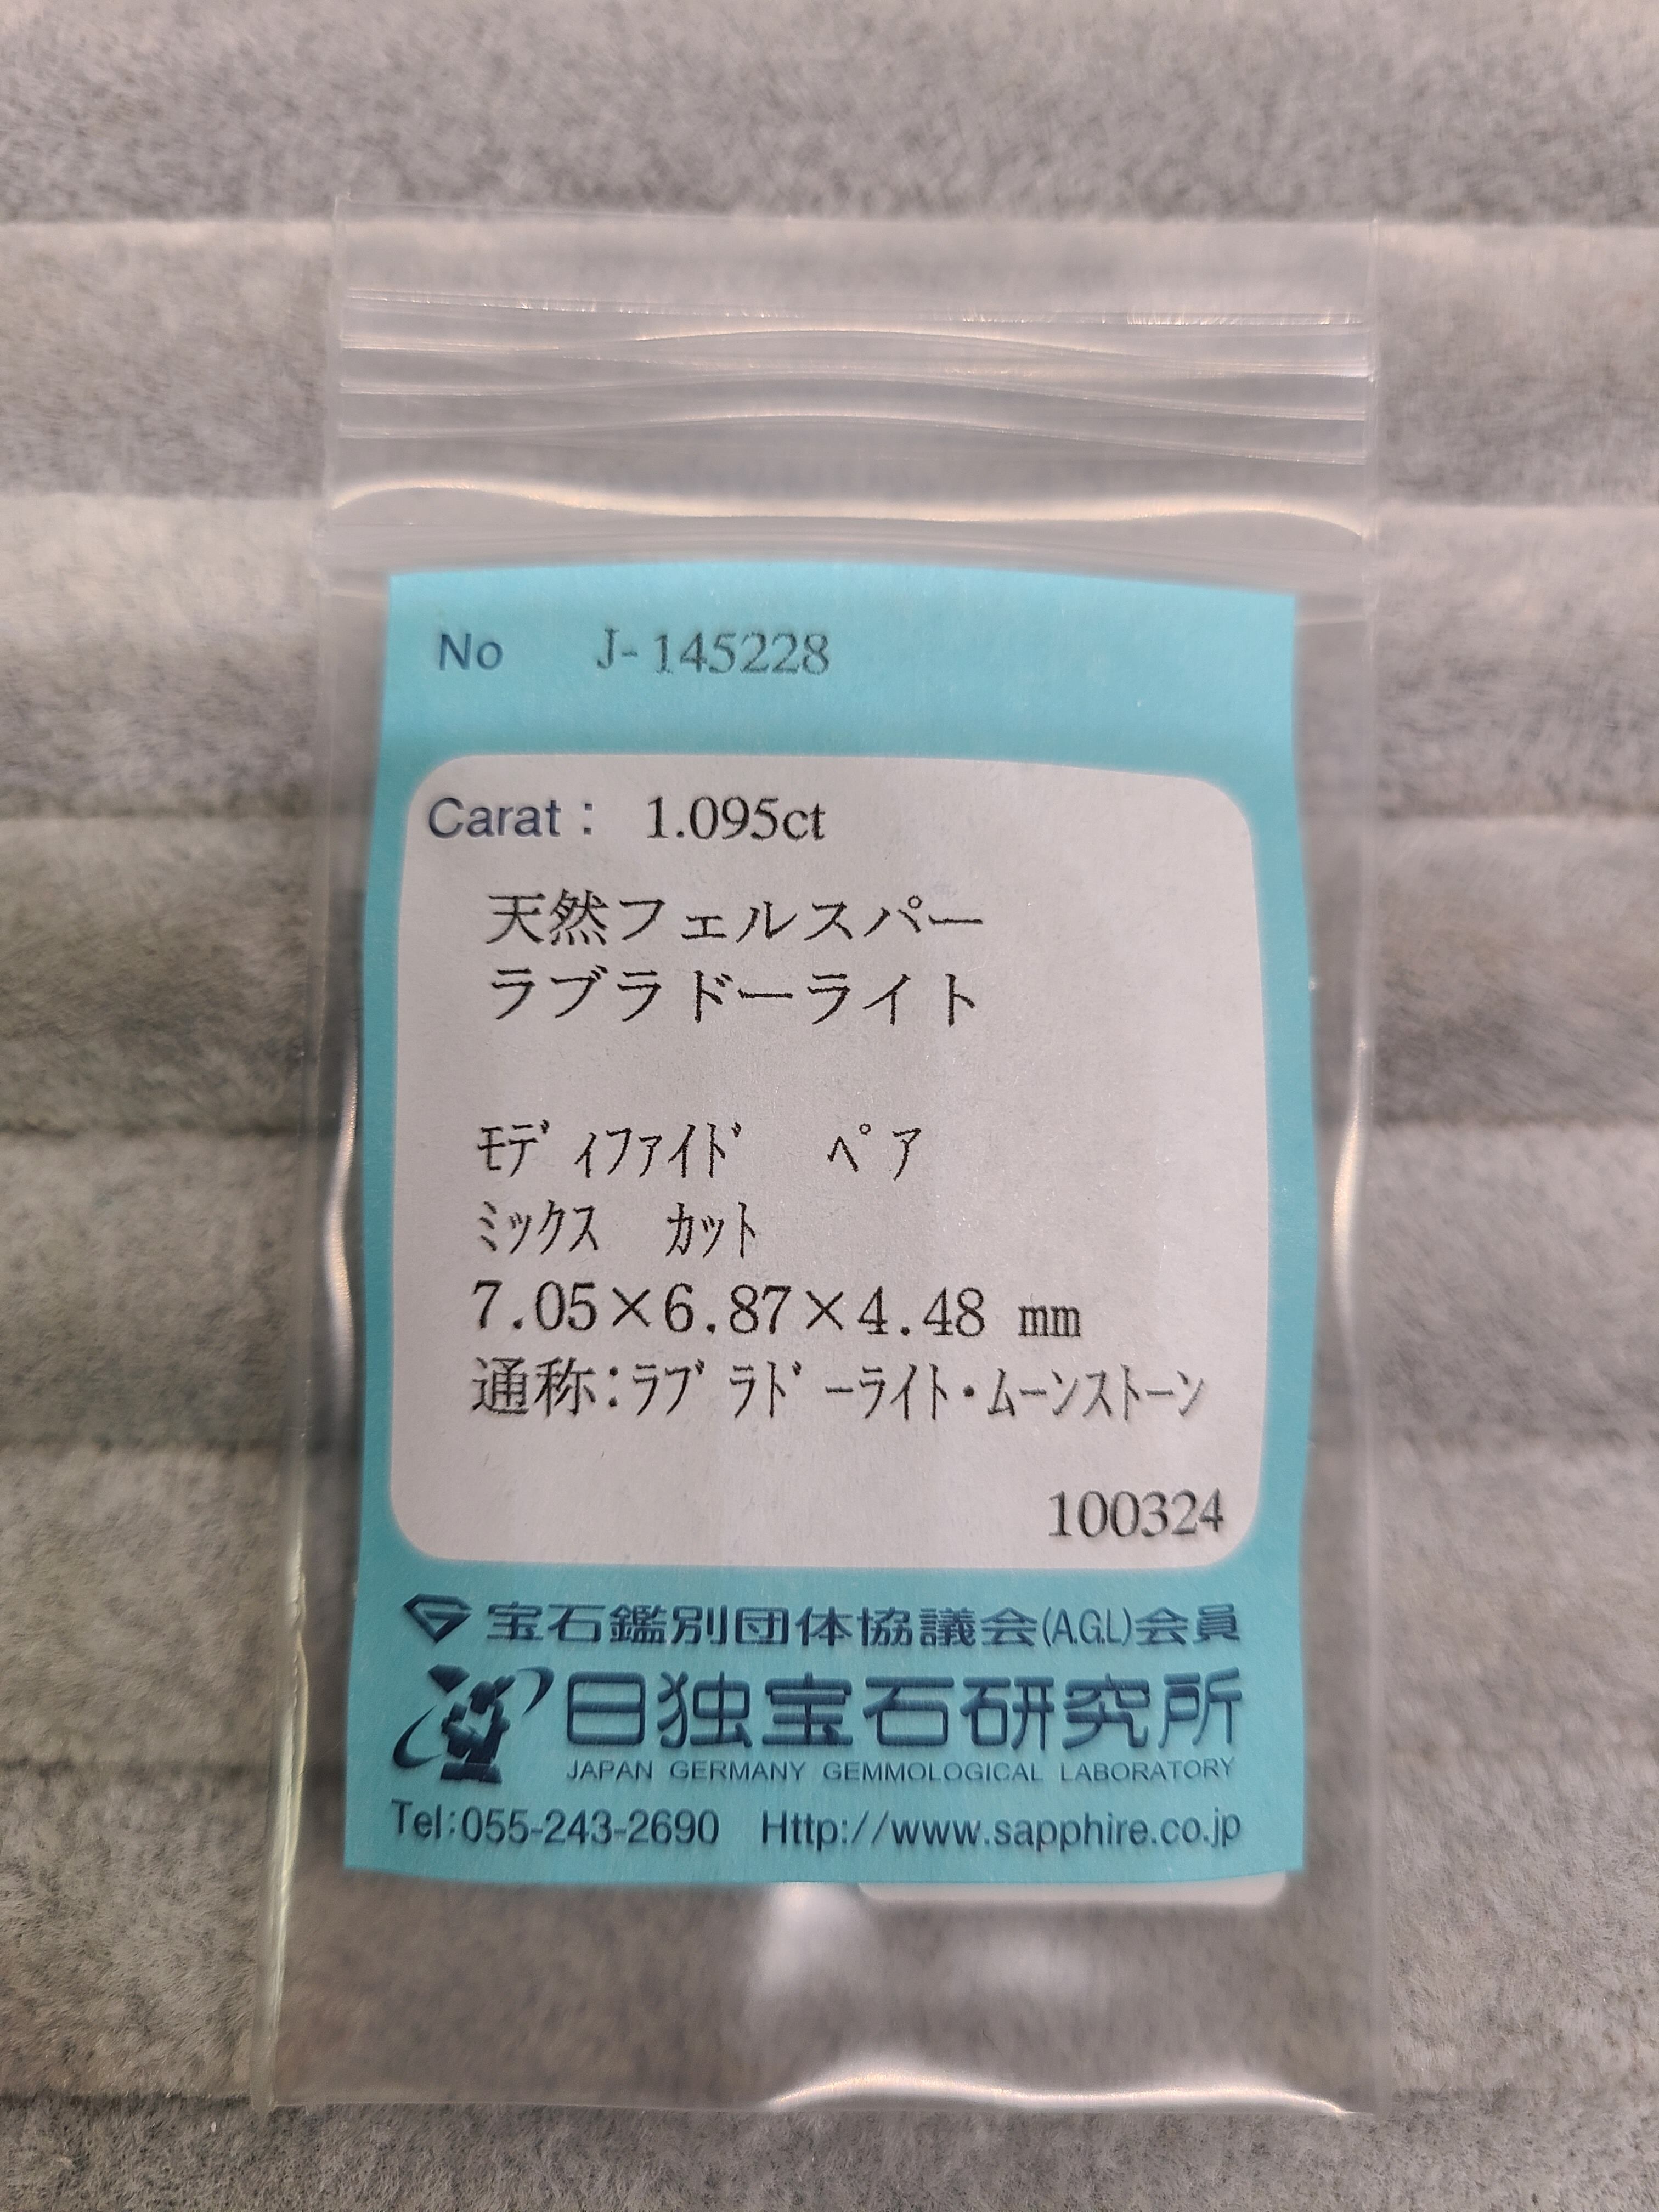 No J-145228
Carat： 1.095ct
天然フェルスパー
ラブラドーライト
ﾓﾃﾞｨﾌｧｲﾄﾞ ﾍﾟｱ
ﾐｯｸｽ ｶｯﾄ
7.05×6.87×4.48 mm
通称:ﾗﾌﾞﾗﾄﾞｰﾗｲﾄ・ﾑｰﾝｽﾄｰﾝ
100324
宝石鑑別団体協議会(A.G.L)会員
日独宝石研究所
JAPAN GERMANY GEMMOLOGICAL LABORATORY
Tel:055-243-2690 Http://www.sapphire.co.jp